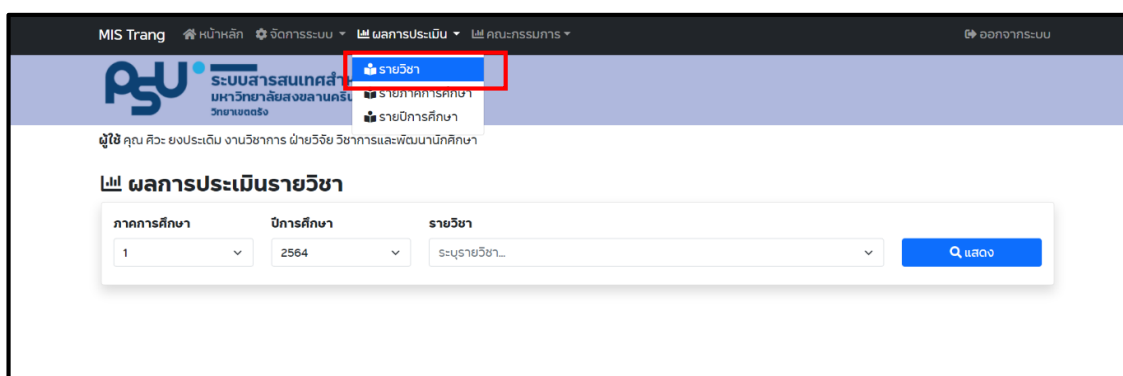 MIS Trang หน้าหลัก จัดการระบบ ผลการประเมิน คณะกรรมการ ออกจากระบบ
รายวิชา
รายภาคการศึกษา
รายปีการศึกษา
PSU
ระบบสารสนเทศสำห
มหาวิทยาลัยสงขลานคริน
วิทยาเขตตรัง
ผู้ใช้ คุณ ศิวะ ยงประเดิม งานวิชาการ ฝ่ายวิจัย วิชาการและพัฒนานักศึกษา
ผลการประเมินรายวิชา
ภาคการศึกษา ปีการศึกษา รายวิชา
1 2564 ระบุรายวิชา... แสดง